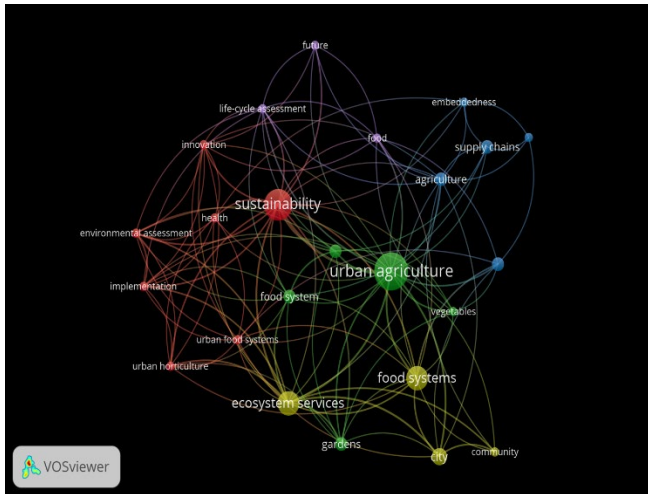 future
embeddedness
life-cycle assessment
food
innovation
supply chains
agriculture
sustainability
health
environmental assessment
urban agriculture
implementation
food system
vegetables
urban food systems
urban horticulture
food systems
ecosystem services
gardens
community
city
VOSviewer